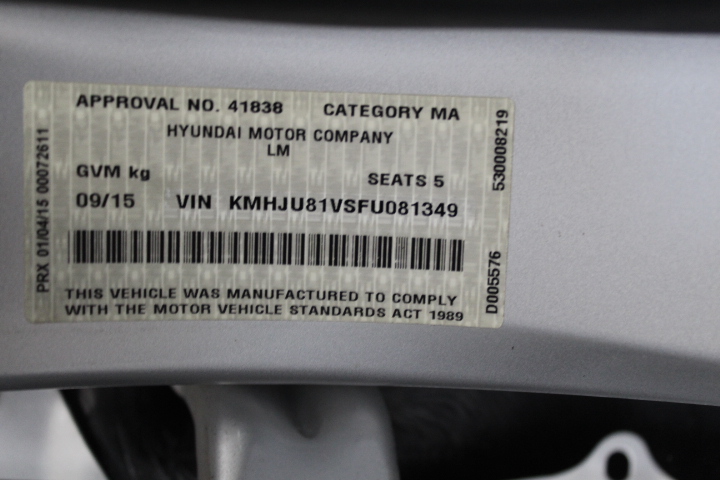 APPROVAL NO. 41838 CATEGORY MA
HYUNDAI MOTOR COMPANY
LM
GVM kg SEATS 5
09/15 VIN KMHJU81VSFU081349
THIS VEHICLE WAS MANUFACTURED TO COMPLY
WITH THE MOTOR VEHICLE STANDARDS ACT 1989
PRX 01/04/15 00072611
530008219
D005576